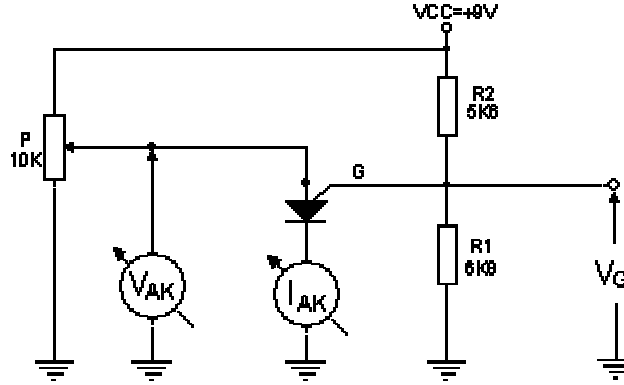 VCC=+9V
R2
5K6
P
10K
G
R1
6K8
VAK
IAK
VG